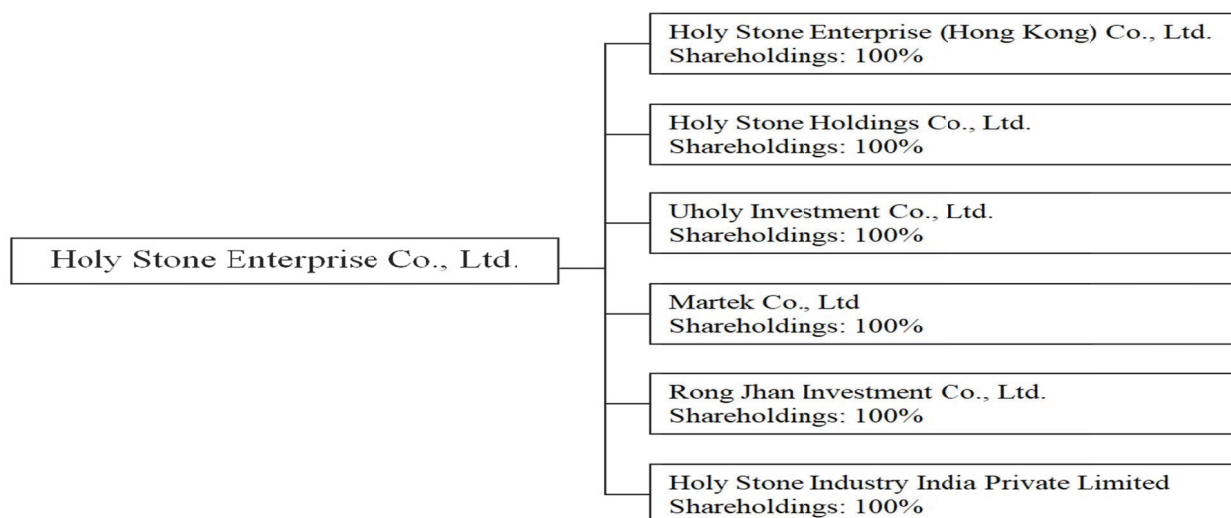 Holy Stone Enterprise (Hong Kong) Co., Ltd.
Shareholdings: 100%
Holy Stone Holdings Co., Ltd.
Shareholdings: 100%
Uholy Investment Co., Ltd.
Shareholdings: 100%
Holy Stone Enterprise Co., Ltd.
Martek Co., Ltd
Shareholdings: 100%
Rong Jhan Investment Co., Ltd.
Shareholdings: 100%
Holy Stone Industry India Private Limited
Shareholdings: 100%